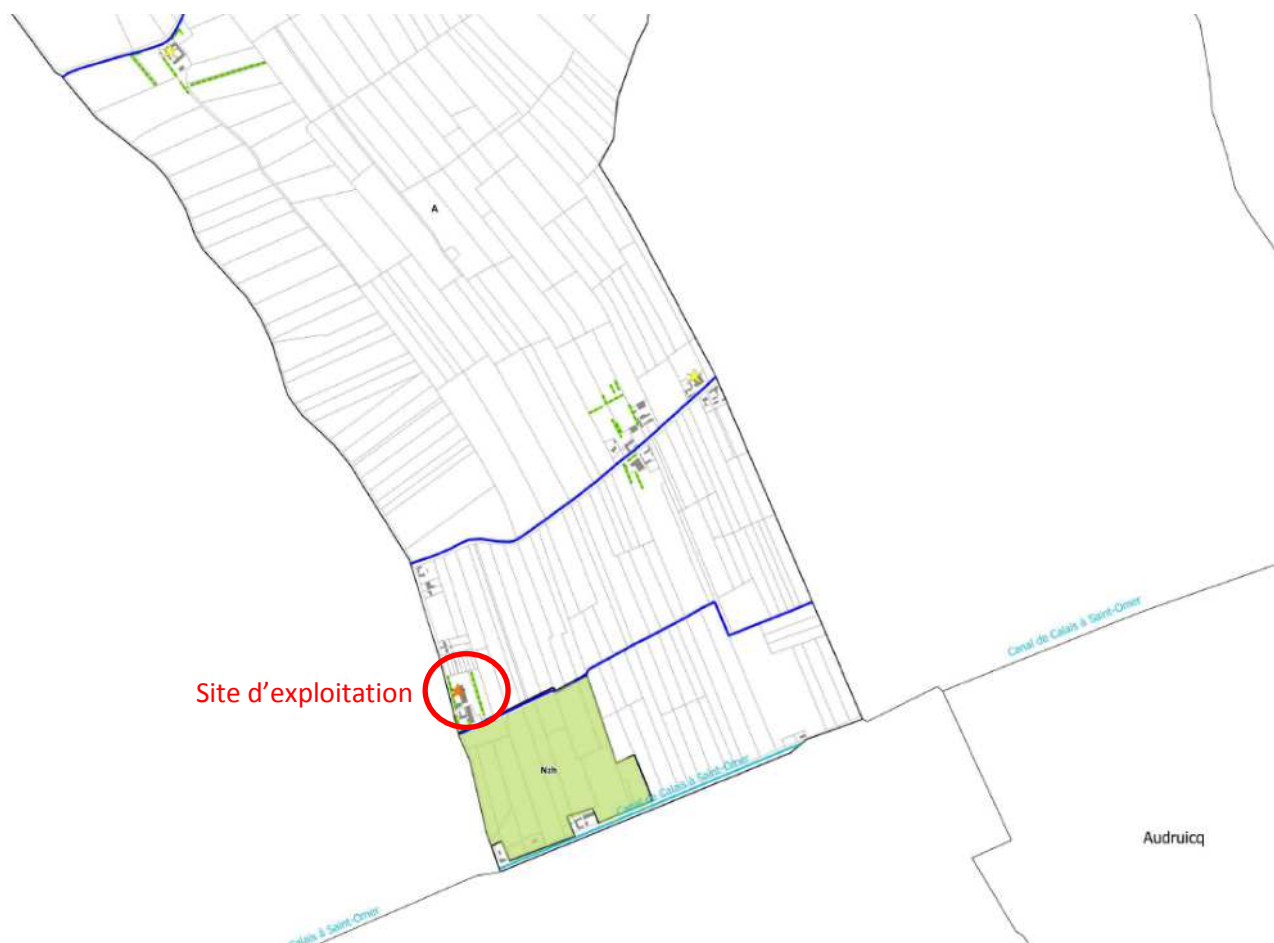 A
Canal de Calais à Saint-Omer
Site d’exploitation
Nzh
Canal de Calais à Saint-Omer
Audruicq
Calais à Saint-Omer